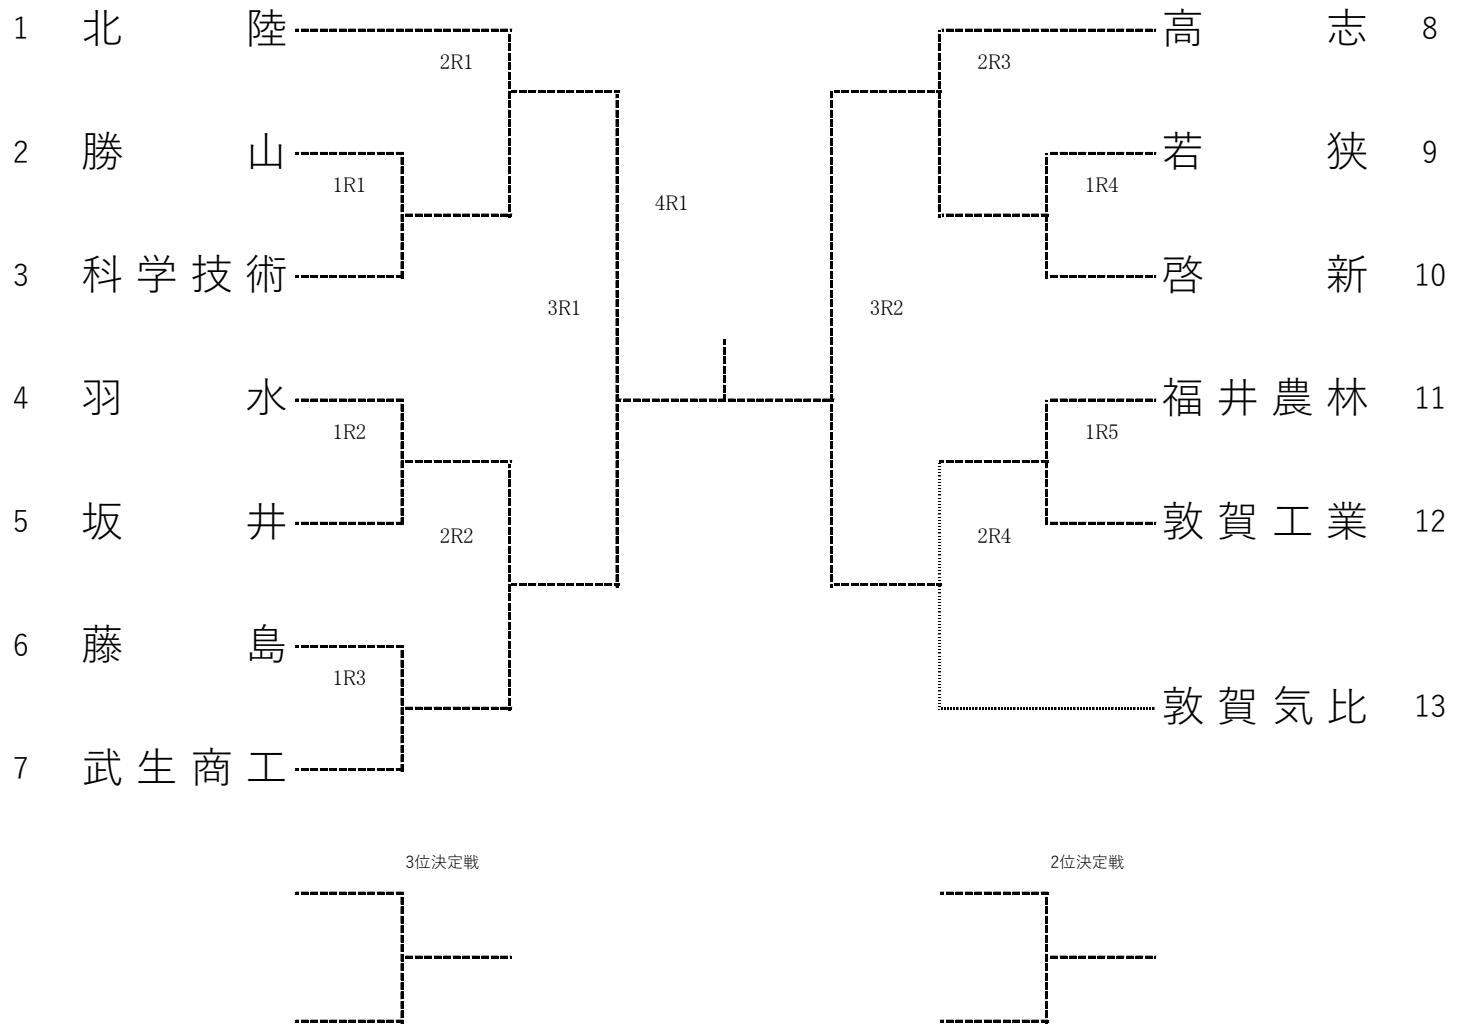 1 北陸
高志 8
2R1
2R3
2 勝山
若狭 9
1R1
1R4
4R1
3 科学技術
啓新 10
3R1
3R2
4 羽水
福井農林 11
1R2
1R5
5 坂井
敦賀工業 12
2R2
2R4
6 藤島
1R3
敦賀気比 13
7 武生商工
3位決定戦
2位決定戦